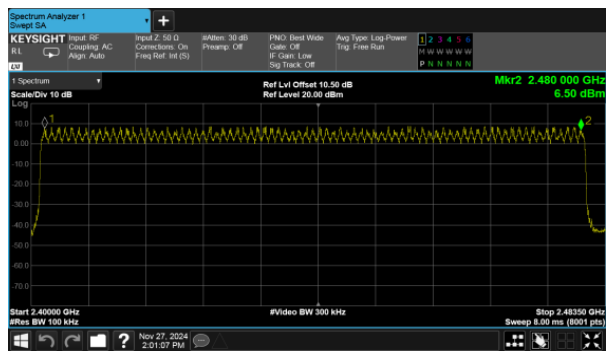 Spectrum Analyzer 1
Swept SA
KEYSIGHT
RL
Input: RF
Coupling: AC
Align: Auto
Input Z: 50 Ω
Corrections: On
Freq Ref: Int (S)
#Atten: 30 dB
Preamp: Off
PNO: Best Wide
Gate: Off
IF Gain: Low
Sig Track: Off
Avg Type: Log-Power
Trig: Free Run
1 2 3 4 5 6
M W W W W W
P N N N N N
1 Spectrum
Scale/Div 10 dB
Ref Lvl Offset 10.50 dB
Ref Level 20.00 dBm
Mkr2 2.480 000 GHz
6.50 dBm
Log
1
2
10.0
0.00
-10.0
-20.0
-30.0
-40.0
-50.0
-60.0
-70.0
Start 2.40000 GHz
#Res BW 100 kHz
#Video BW 300 kHz
Stop 2.48350 GHz
Sweep 8.00 ms (8001 pts)
?
Nov 27, 2024
2:01:07 PM